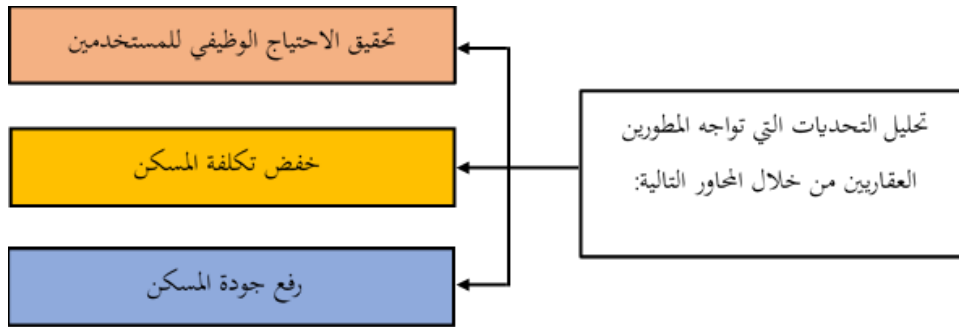 تحليل التحديات التي تواجه المطورين
العقاريين من خلال المحاور التالية:
تحقيق الاحتياج الوظيفي للمستخدمين
خفض تكلفة المسكن
رفع جودة المسكن